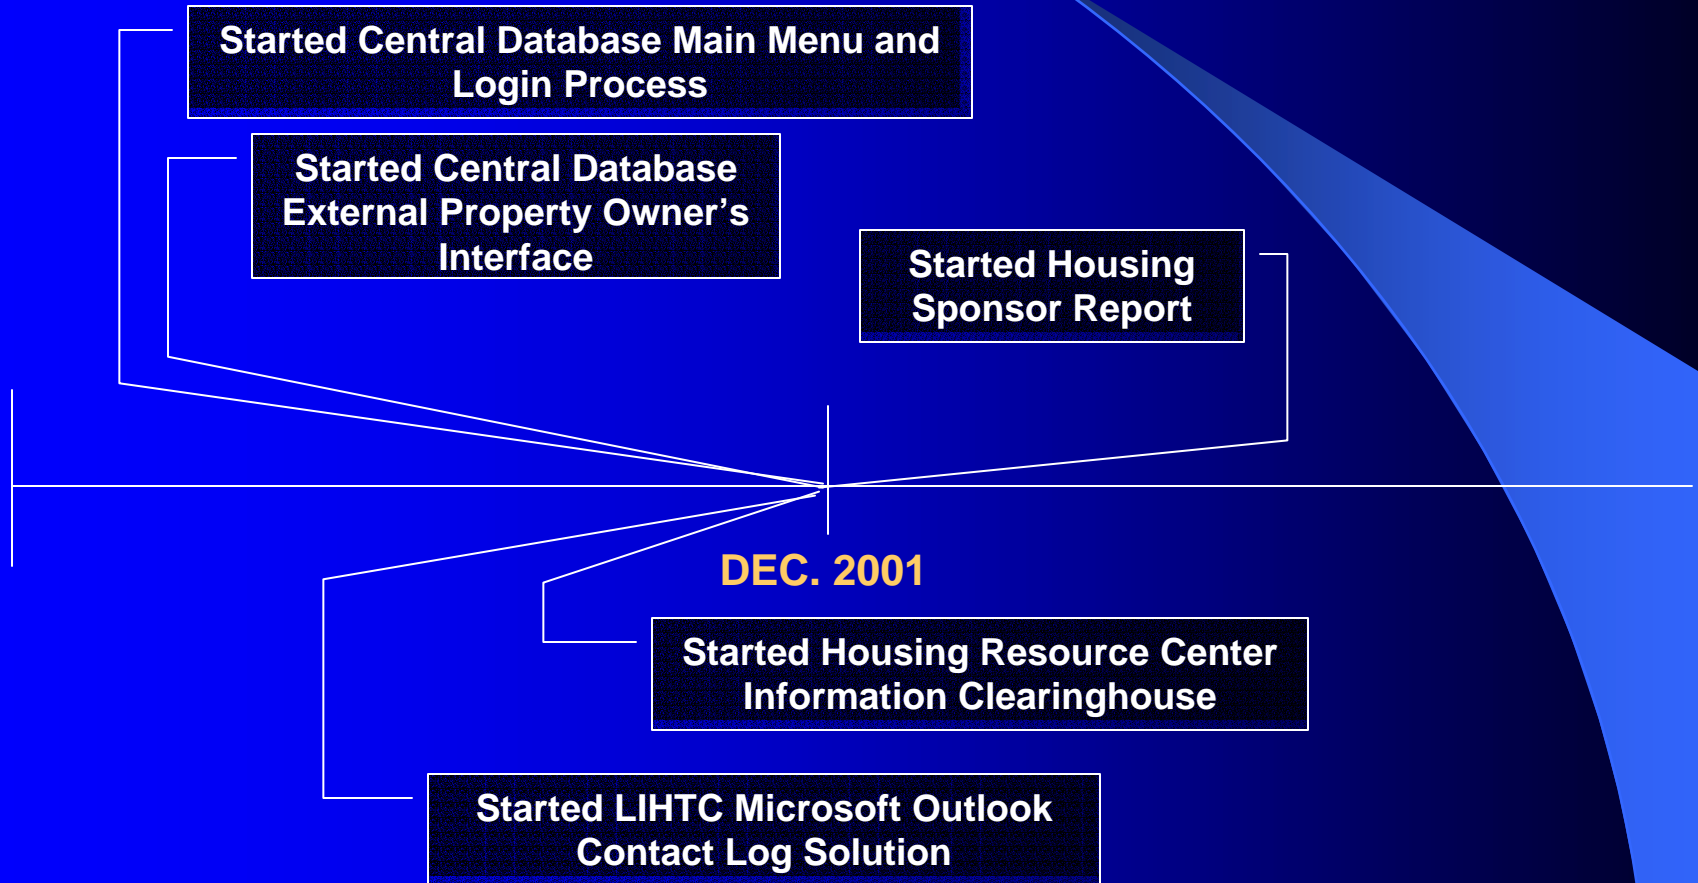 Started Central Database Main Menu and
Login Process
Started Central Database
External Property Owner’s
Interface
Started Housing
Sponsor Report
DEC. 2001
Started Housing Resource Center
Information Clearinghouse
Started LIHTC Microsoft Outlook
Contact Log Solution